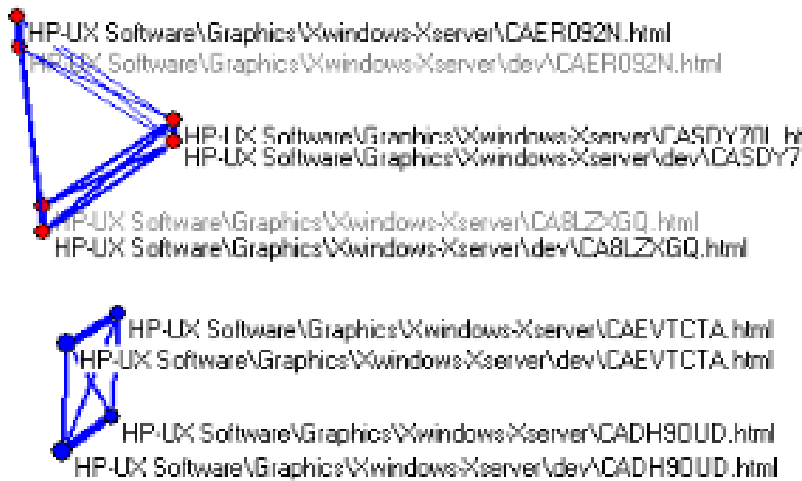 HP-UX Software\Graphics\Xwindows-Xserver\CAER092N.html
HP-UX Software\Graphics\Xwindows-Xserver\dev\CAER092N.html
HP-UX Software\Graphics\Xwindows-Xserver\CASDY70L.ht
HP-UX Software\Graphics\Xwindows-Xserver\dev\CASDY7
HP-UX Software\Graphics\Xwindows-Xserver\CA8LZXGQ.html
HP-UX Software\Graphics\Xwindows-Xserver\dev\CA8LZXGQ.html
HP-UX Software\Graphics\Xwindows-Xserver\CAEVTCTA.html
HP-UX Software\Graphics\Xwindows-Xserver\dev\CAEVTCTA.html
HP-UX Software\Graphics\Xwindows-Xserver\CADH9OUD.html
HP-UX Software\Graphics\Xwindows-Xserver\dev\CADH9OUD.html